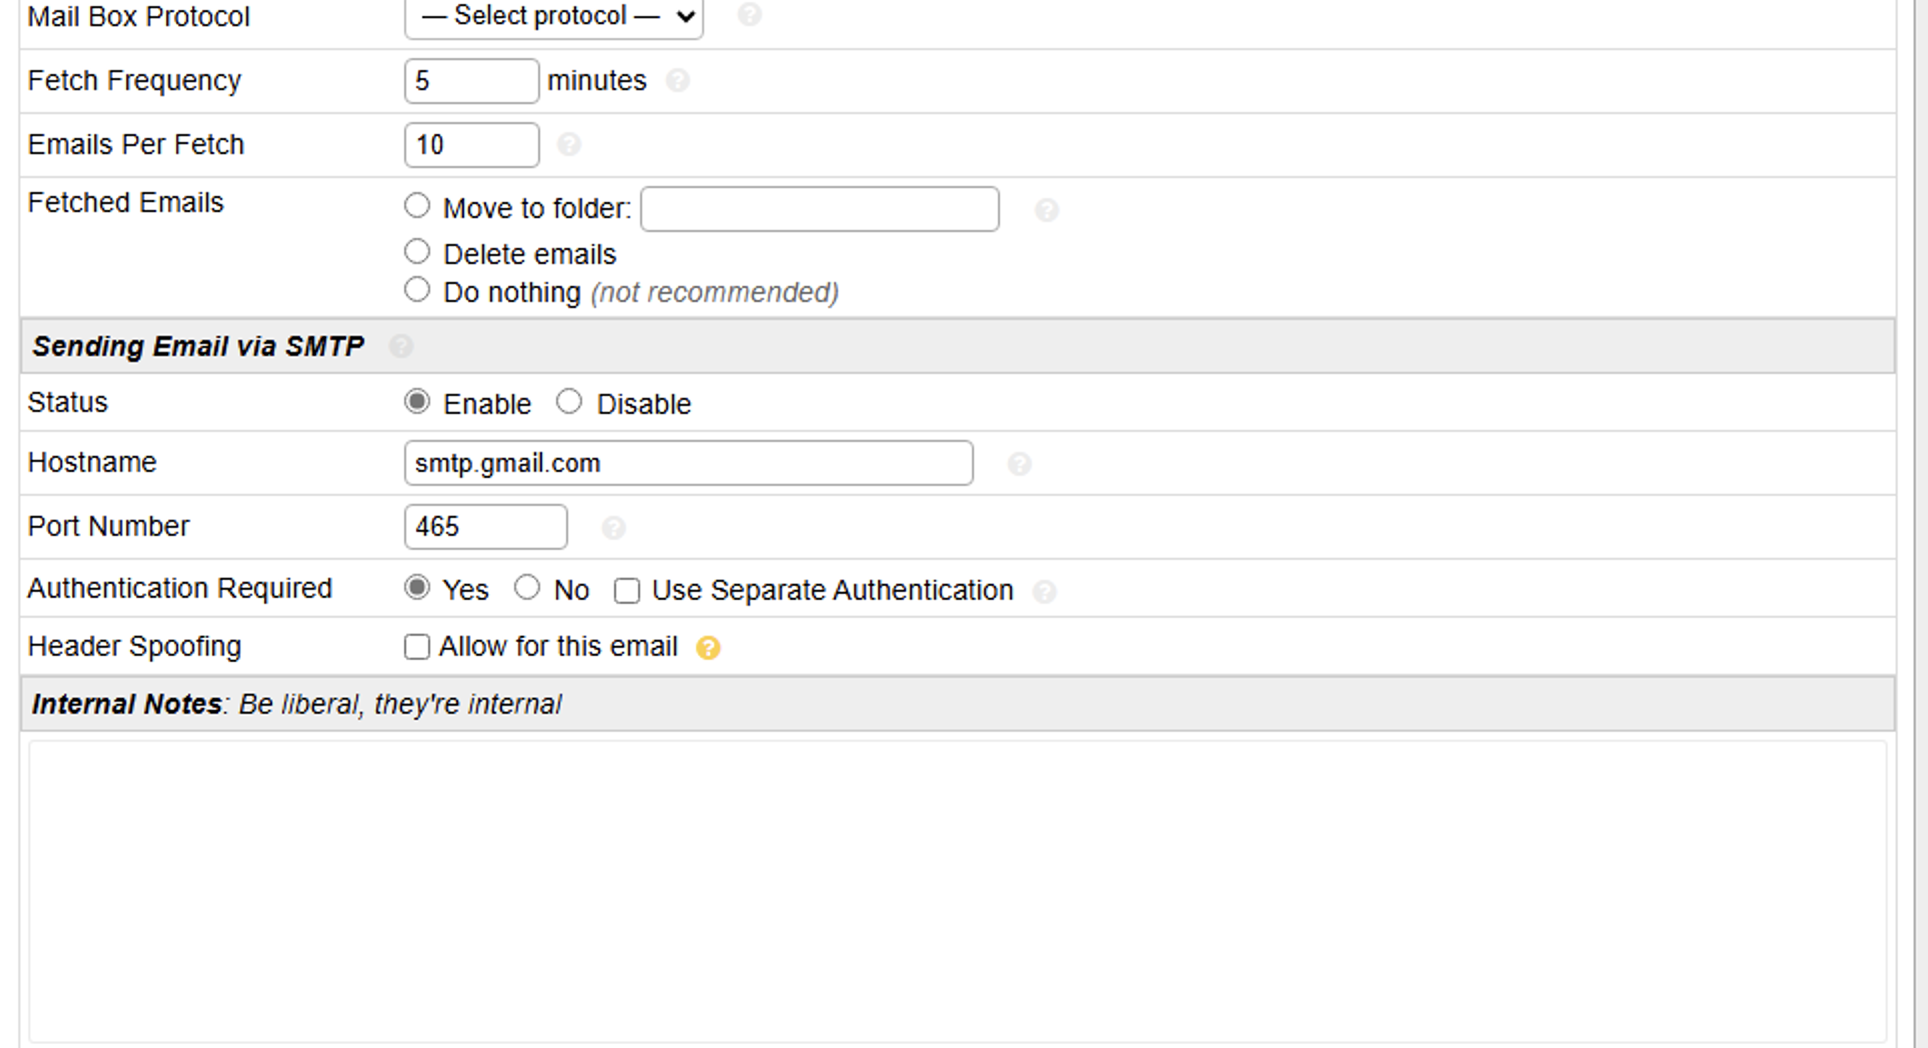 Mail Box Protocol — Select protocol — ?
Fetch Frequency 5 minutes ?
Emails Per Fetch 10 ?
Fetched Emails Move to folder: ?
Delete emails
Do nothing (not recommended)
Sending Email via SMTP ?
Status Enable Disable
Hostname smtp.gmail.com ?
Port Number 465 ?
Authentication Required Yes No Use Separate Authentication ?
Header Spoofing Allow for this email ?
Internal Notes: Be liberal, they're internal